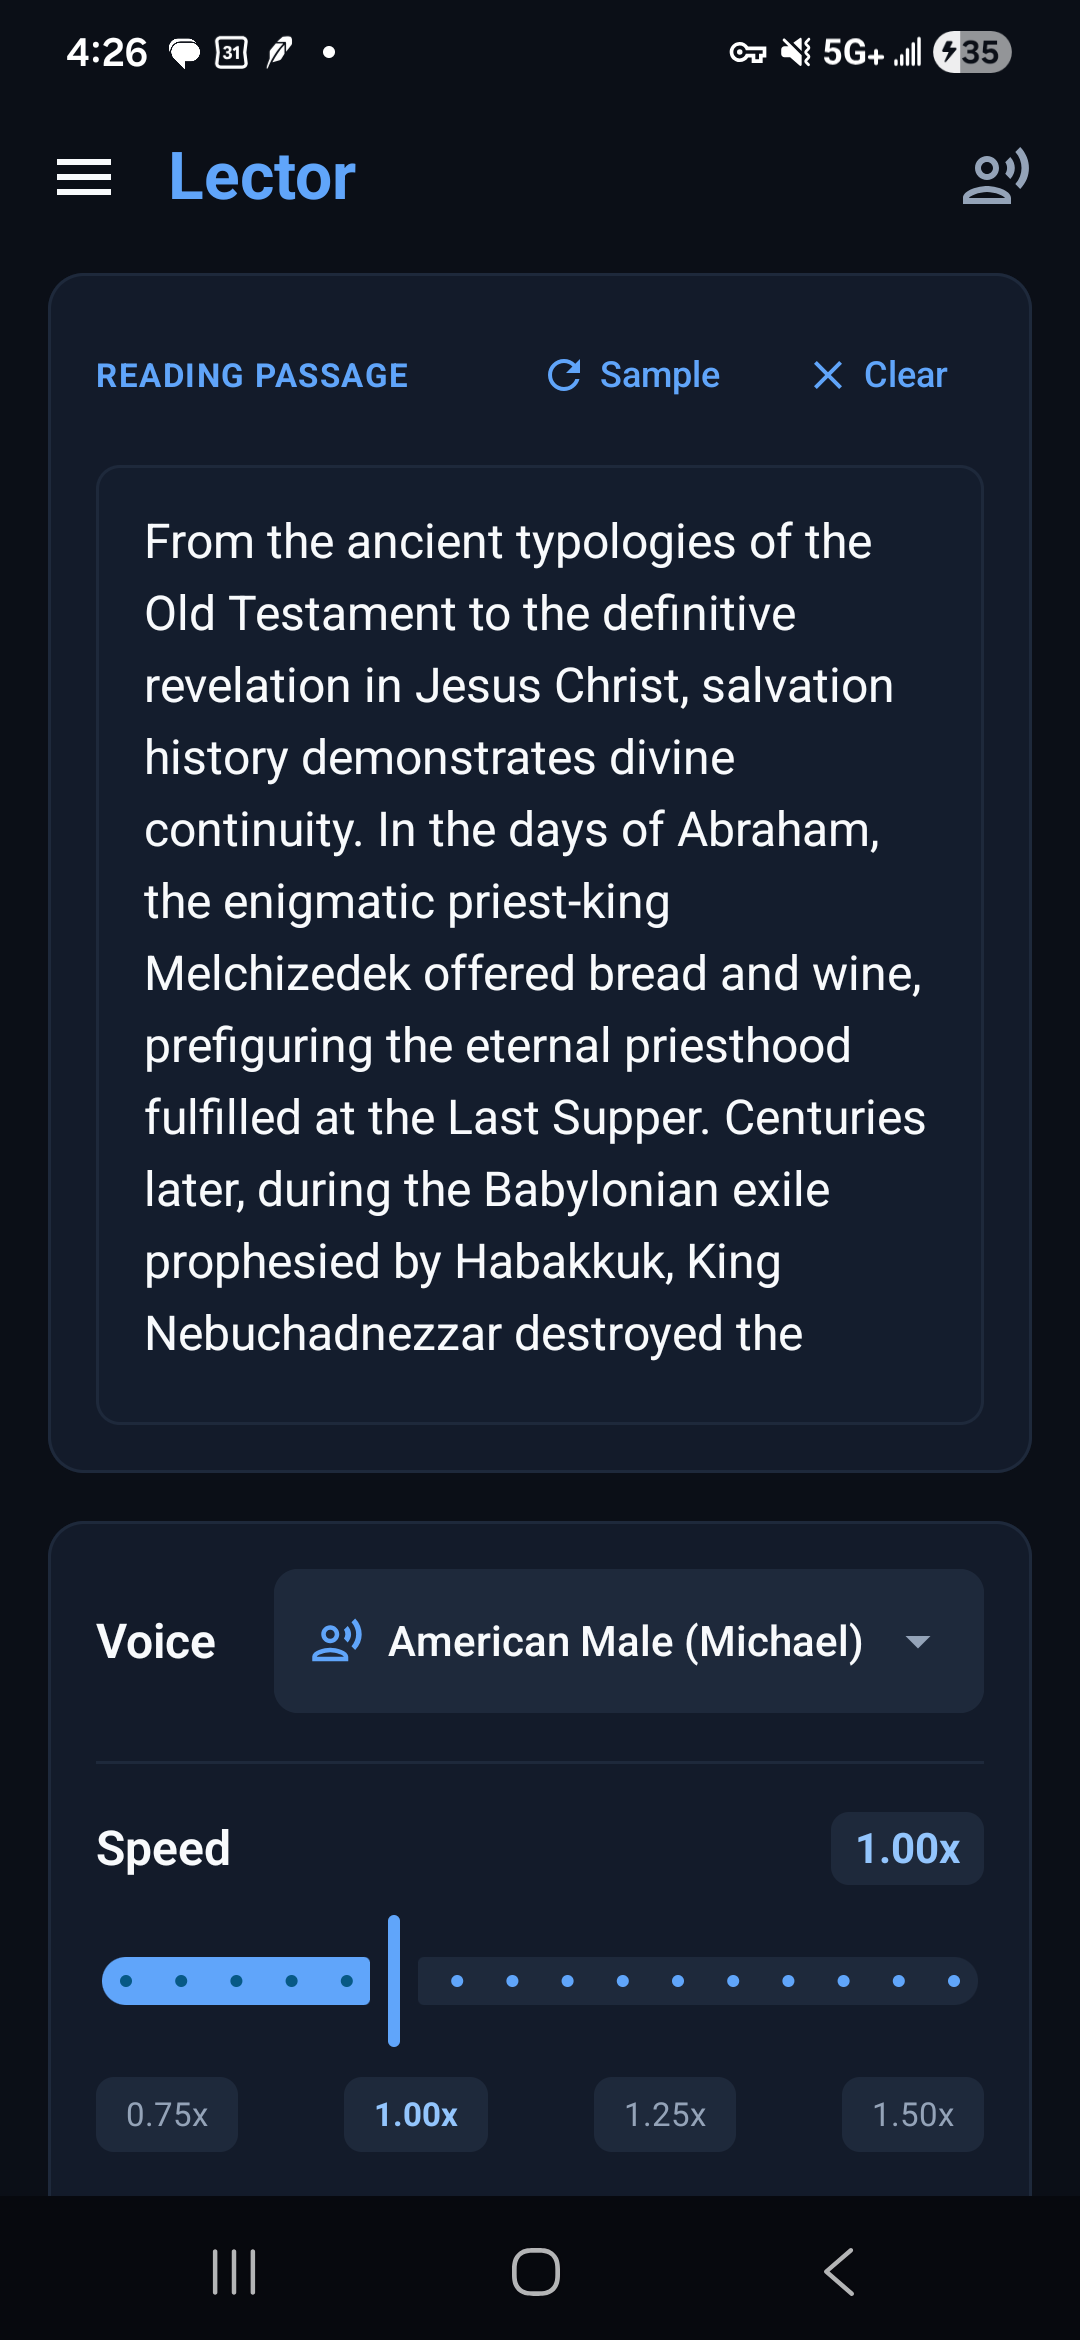 4:26 31 5G+ 35
Lector
READING PASSAGE Sample Clear
From the ancient typologies of the
Old Testament to the definitive
revelation in Jesus Christ, salvation
history demonstrates divine
continuity. In the days of Abraham,
the enigmatic priest-king
Melchizedek offered bread and wine,
prefiguring the eternal priesthood
fulfilled at the Last Supper. Centuries
later, during the Babylonian exile
prophesied by Habakkuk, King
Nebuchadnezzar destroyed the
Voice American Male (Michael)
Speed 1.00x
0.75x 1.00x 1.25x 1.50x